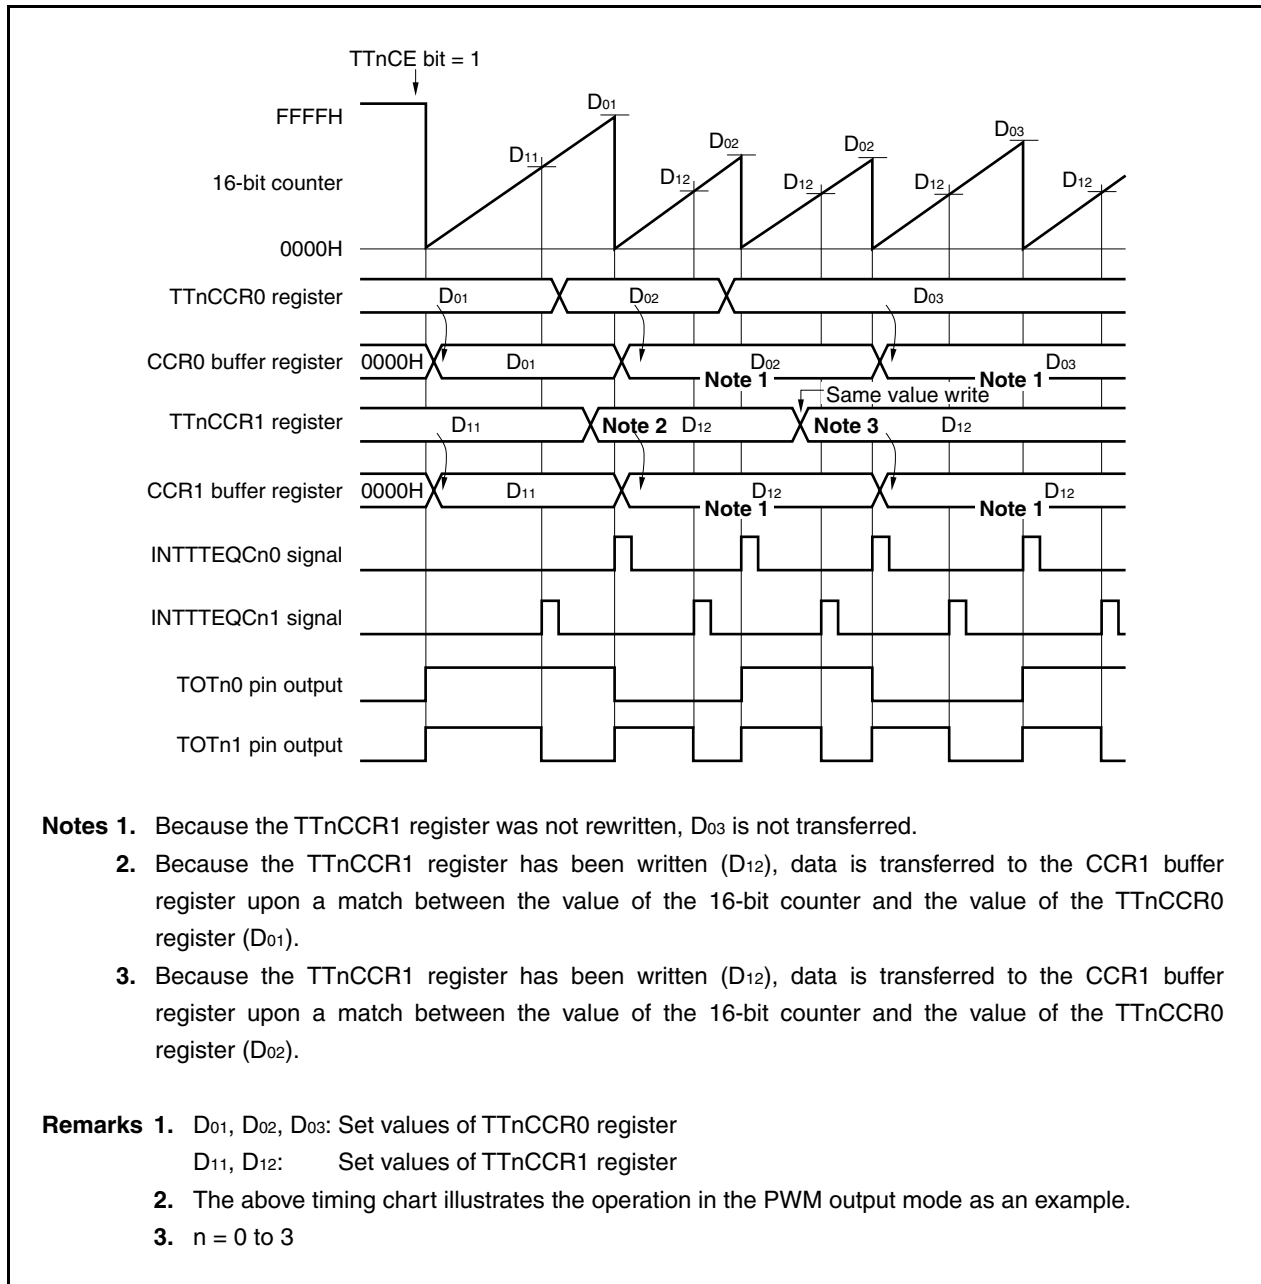 TTnCE bit = 1
FFFFH
D01
D11
D02
D02
D03
16-bit counter
D12
D12
D12
D12
0000H
TTnCCR0 register
D01
D02
D03
CCR0 buffer register
0000H
D01
D02
D03
Note 1
Note 1
Same value write
TTnCCR1 register
D11
Note 2
D12
Note 3
D12
CCR1 buffer register
0000H
D11
D12
D12
Note 1
Note 1
INTTTEQCn0 signal
INTTTEQCn1 signal
TOTn0 pin output
TOTn1 pin output
Notes 1. Because the TTnCCR1 register was not rewritten, D03 is not transferred.
2. Because the TTnCCR1 register has been written (D12), data is transferred to the CCR1 buffer
register upon a match between the value of the 16-bit counter and the value of the TTnCCR0
register (D01).
3. Because the TTnCCR1 register has been written (D12), data is transferred to the CCR1 buffer
register upon a match between the value of the 16-bit counter and the value of the TTnCCR0
register (D02).
Remarks 1. D01, D02, D03: Set values of TTnCCR0 register
D11, D12: Set values of TTnCCR1 register
2. The above timing chart illustrates the operation in the PWM output mode as an example.
3. n = 0 to 3